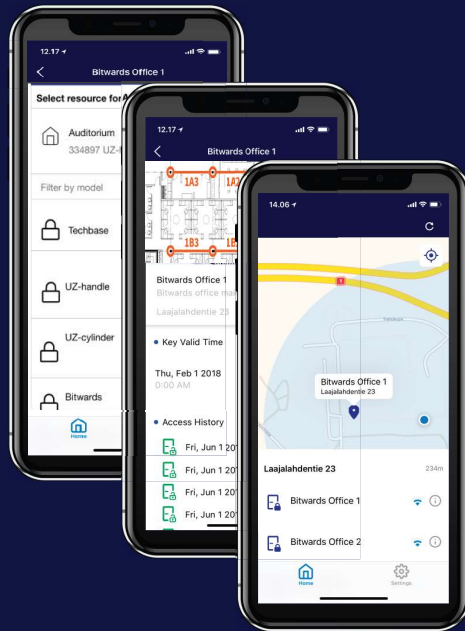 12.17
Bitwards Office 1
Select resource for
Auditorium
334897 UZ-
Filter by model
Techbase
UZ-handle
UZ-cylinder
Bitwards
Home
12.17
Bitwards Office 1
1A3
1A2
1B3
Bitwards Office 1
Bitwards office
Laajalahdentie 23
Key Valid Time
Thu, Feb 1 2018
0:00 AM
Access History
Fri, Jun 1 201
Fri, Jun 1 201
Fri, Jun 1 201
Fri, Jun 1 201
14.06
Bitwards Office 1
Laajalahdentie 23
Laajalahdentie 23
234m
Bitwards Office 1
Bitwards Office 2
Home
Settings